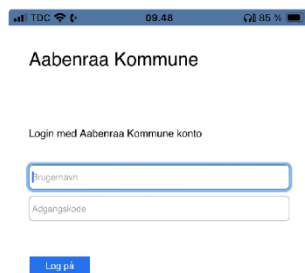 TDC 09.48 85 %
Aabenraa Kommune
Login med Aabenraa Kommune konto
Brugernavn
Adgangskode
Log på